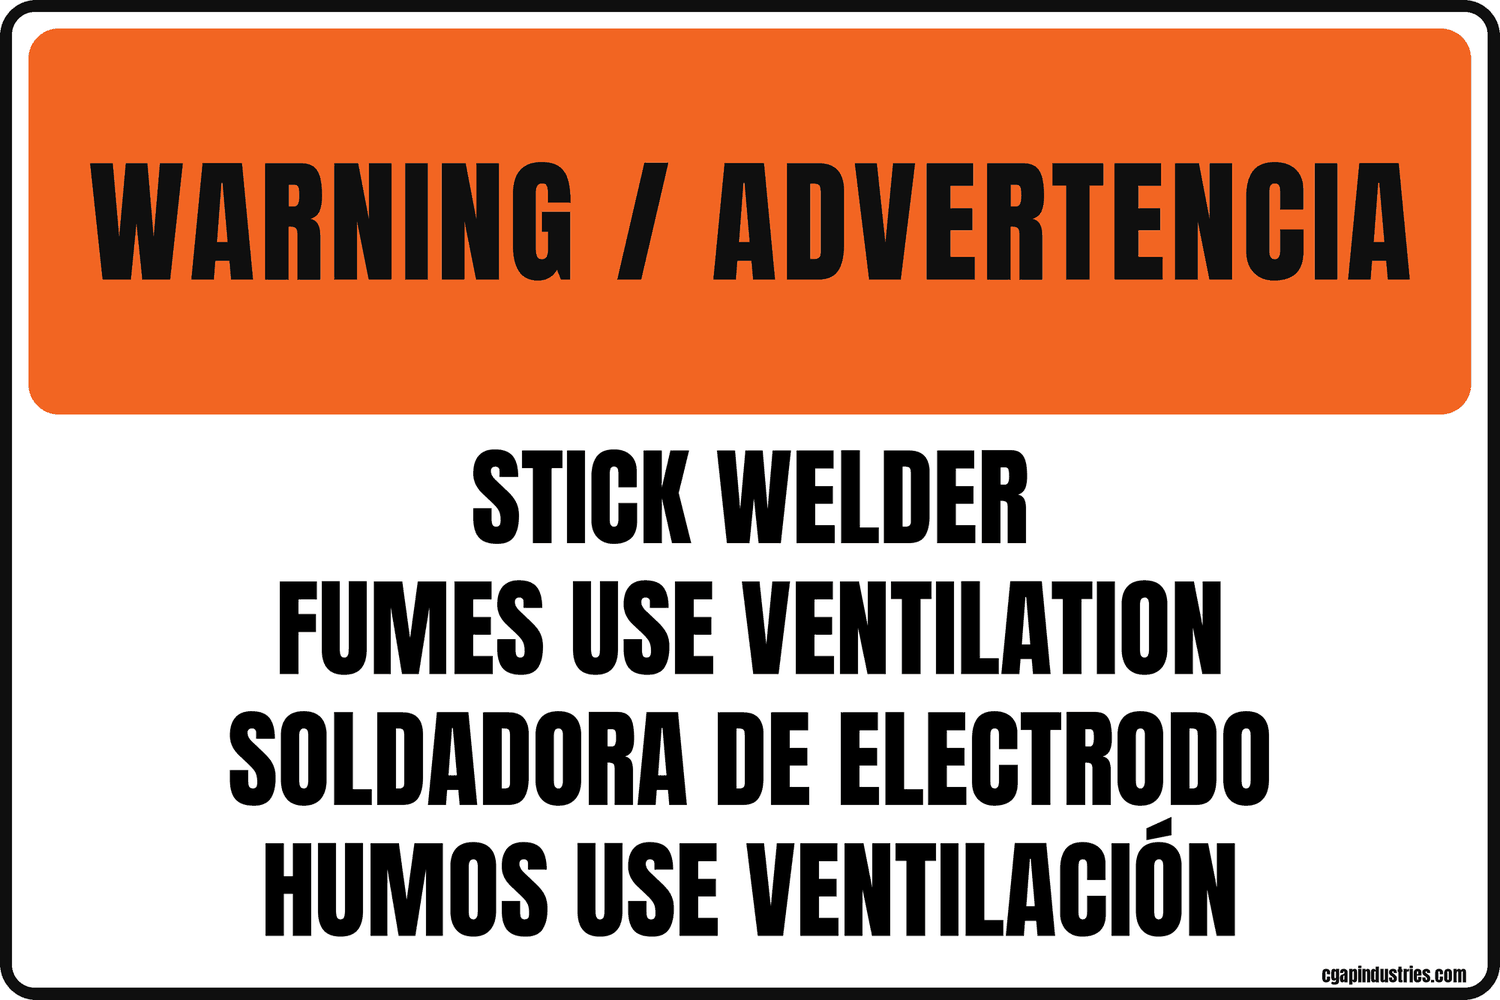 WARNING / ADVERTENCIA
STICK WELDER
FUMES USE VENTILATION
SOLDADORA DE ELECTRODO
HUMOS USE VENTILACIÓN
cgapindustries.com